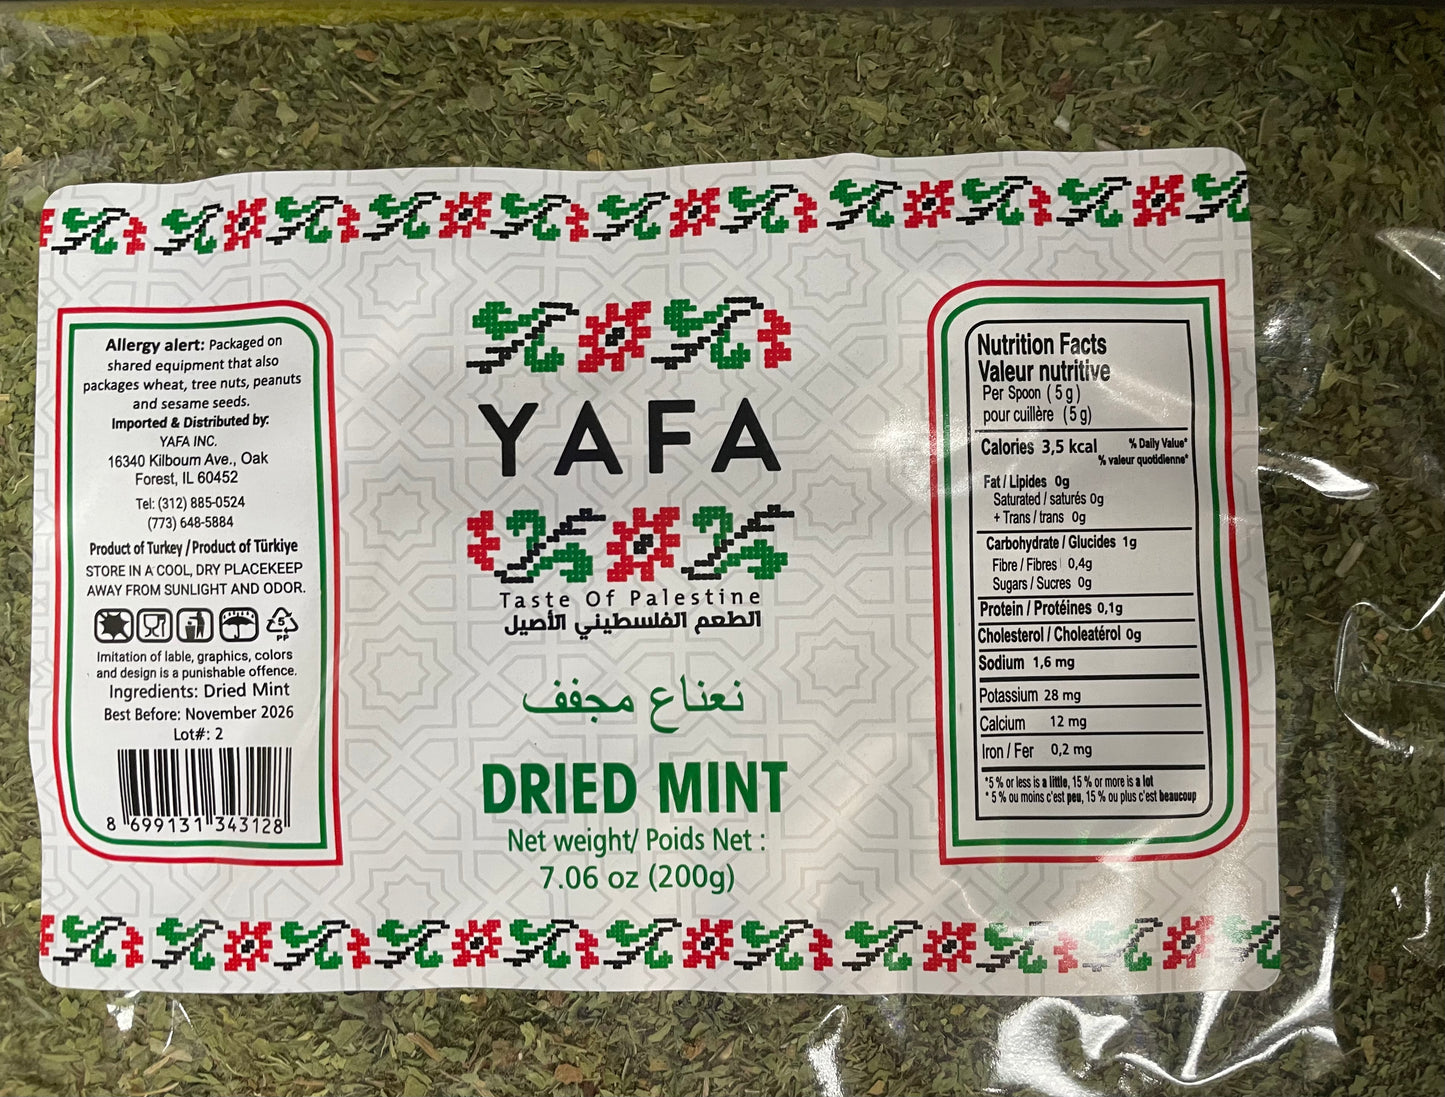 Allergy alert: Packaged on
shared equipment that also
packages wheat, tree nuts, peanuts
and sesame seeds.
Imported & Distributed by:
YAFA INC.
16340 Kilboum Ave., Oak
Forest, IL 60452
Tel: (312) 885-0524
(773) 648-5884
Product of Turkey / Product of Türkiye
STORE IN A COOL, DRY PLACEKEEP
AWAY FROM SUNLIGHT AND ODOR.
5
PP
Imitation of lable, graphics, colors
and design is a punishable offence.
Ingredients: Dried Mint
Best Before: November 2026
Lot#: 2
8 699131 343128
YAFA
Taste Of Palestine
الطعم الفلسطيني الأصيل
نعناع مجفف
DRIED MINT
Net weight/ Poids Net :
7.06 oz (200g)
Nutrition Facts
Valeur nutritive
Per Spoon ( 5 g )
pour cuillère (5 g)
Calories 3,5 kcal
% Daily Value*
% valeur quotidienne*
Fat / Lipides 0g
Saturated / saturés 0g
+ Trans / trans 0g
Carbohydrate / Glucides 1g
Fibre / Fibres 0,4g
Sugars / Sucres 0g
Protein / Protéines 0,1g
Cholesterol / Choleatérol 0g
Sodium 1,6 mg
Potassium 28 mg
Calcium 12 mg
Iron / Fer 0,2 mg
*5 % or less is a little, 15 % or more is a lot
* 5 % ou moins c'est peu, 15 % ou plus c'est beaucoup